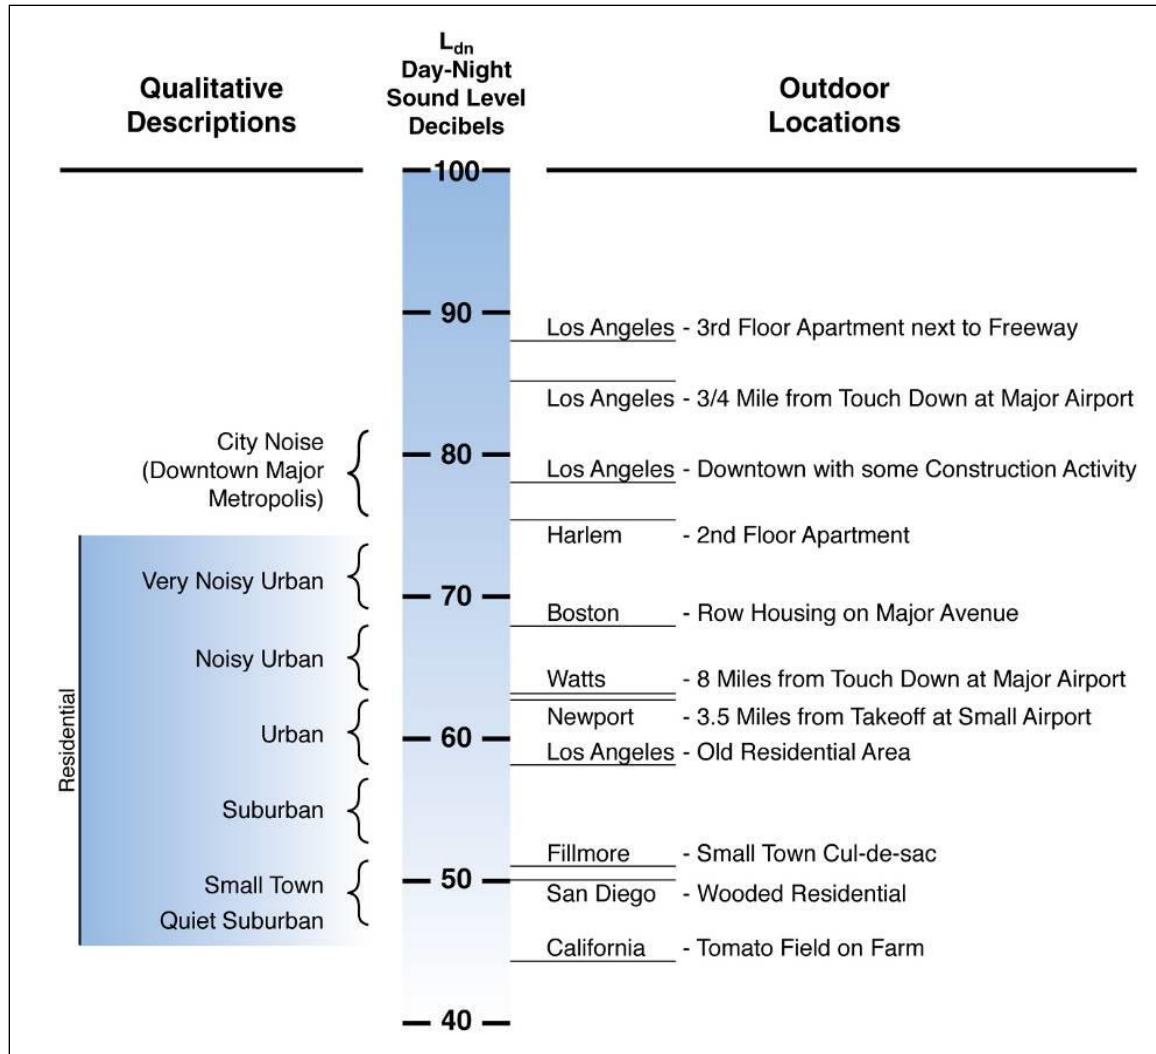 Qualitative
Descriptions
Ldn
Day-Night
Sound Level
Decibels
Outdoor
Locations
100
90
80
70
60
50
40
City Noise
(Downtown Major
Metropolis)
Residential
Very Noisy Urban
Noisy Urban
Urban
Suburban
Small Town
Quiet Suburban
Los Angeles - 3rd Floor Apartment next to Freeway
Los Angeles - 3/4 Mile from Touch Down at Major Airport
Los Angeles - Downtown with some Construction Activity
Harlem - 2nd Floor Apartment
Boston - Row Housing on Major Avenue
Watts - 8 Miles from Touch Down at Major Airport
Newport - 3.5 Miles from Takeoff at Small Airport
Los Angeles - Old Residential Area
Fillmore - Small Town Cul-de-sac
San Diego - Wooded Residential
California - Tomato Field on Farm